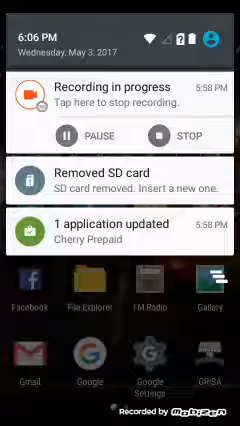 6:06 PM
Wednesday, May 3, 2017
Recording in progress 5:58 PM
Tap here to stop recording.
PAUSE STOP
Removed SD card
SD card removed. Insert a new one.
1 application updated 5:58 PM
Cherry Prepaid
Facebook File Explorer FM Radio Gallery
Gmail Google Google Settings GRISA
Recorded by Mobizen